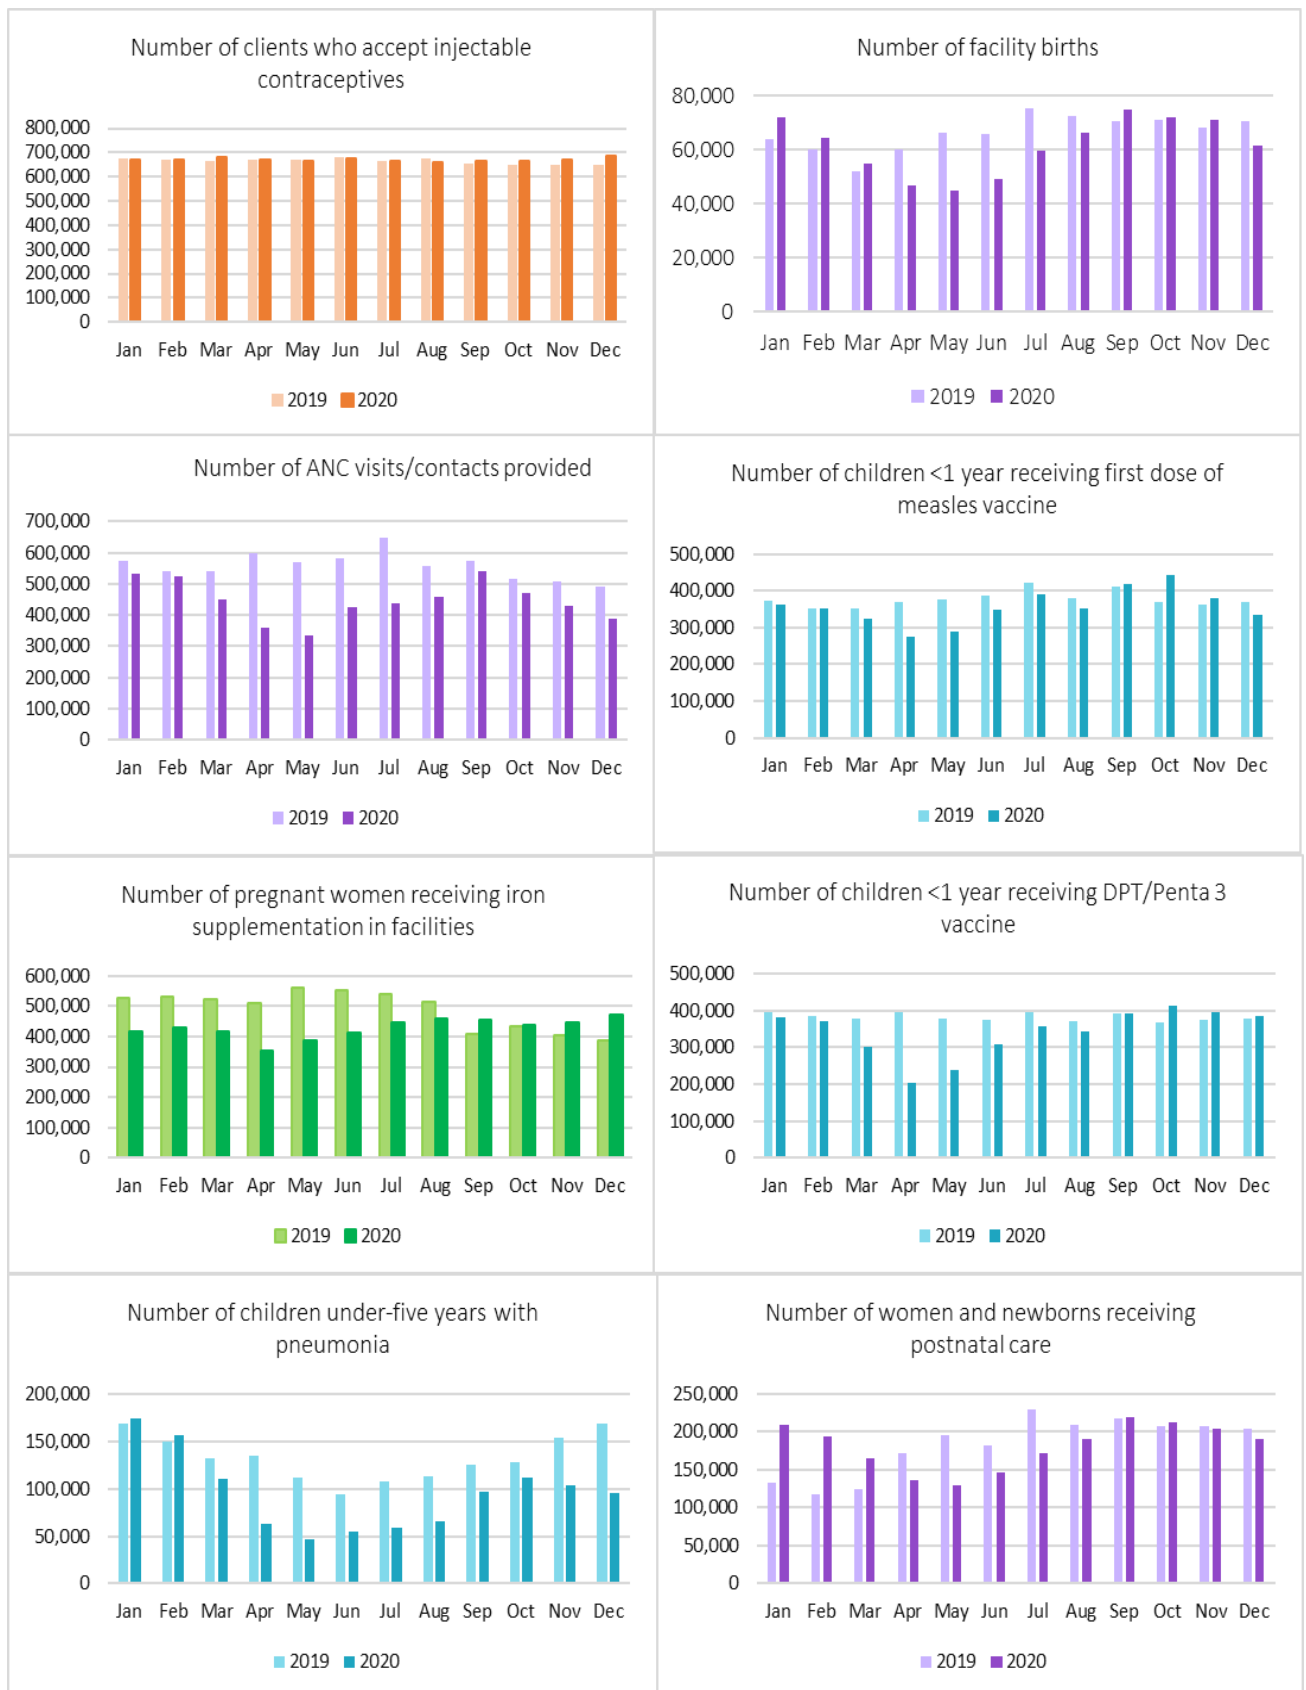 Number of clients who accept injectable
contraceptives
800,000
700,000
600,000
500,000
400,000
300,000
200,000
100,000
0
Jan Feb Mar Apr May Jun Jul Aug Sep Oct Nov Dec
2019 2020
Number of facility births
80,000
60,000
40,000
20,000
0
Jan Feb Mar Apr May Jun Jul Aug Sep Oct Nov Dec
2019 2020
Number of ANC visits/contacts provided
700,000
600,000
500,000
400,000
300,000
200,000
100,000
0
Jan Feb Mar Apr May Jun Jul Aug Sep Oct Nov Dec
2019 2020
Number of children <1 year receiving first dose of
measles vaccine
500,000
400,000
300,000
200,000
100,000
0
Jan Feb Mar Apr May Jun Jul Aug Sep Oct Nov Dec
2019 2020
Number of pregnant women receiving iron
supplementation in facilities
600,000
500,000
400,000
300,000
200,000
100,000
0
Jan Feb Mar Apr May Jun Jul Aug Sep Oct Nov Dec
2019 2020
Number of children <1 year receiving DPT/Penta 3
vaccine
500,000
400,000
300,000
200,000
100,000
0
Jan Feb Mar Apr May Jun Jul Aug Sep Oct Nov Dec
2019 2020
Number of children under-five years with
pneumonia
200,000
150,000
100,000
50,000
0
Jan Feb Mar Apr May Jun Jul Aug Sep Oct Nov Dec
2019 2020
Number of women and newborns receiving
postnatal care
250,000
200,000
150,000
100,000
50,000
0
Jan Feb Mar Apr May Jun Jul Aug Sep Oct Nov Dec
2019 2020